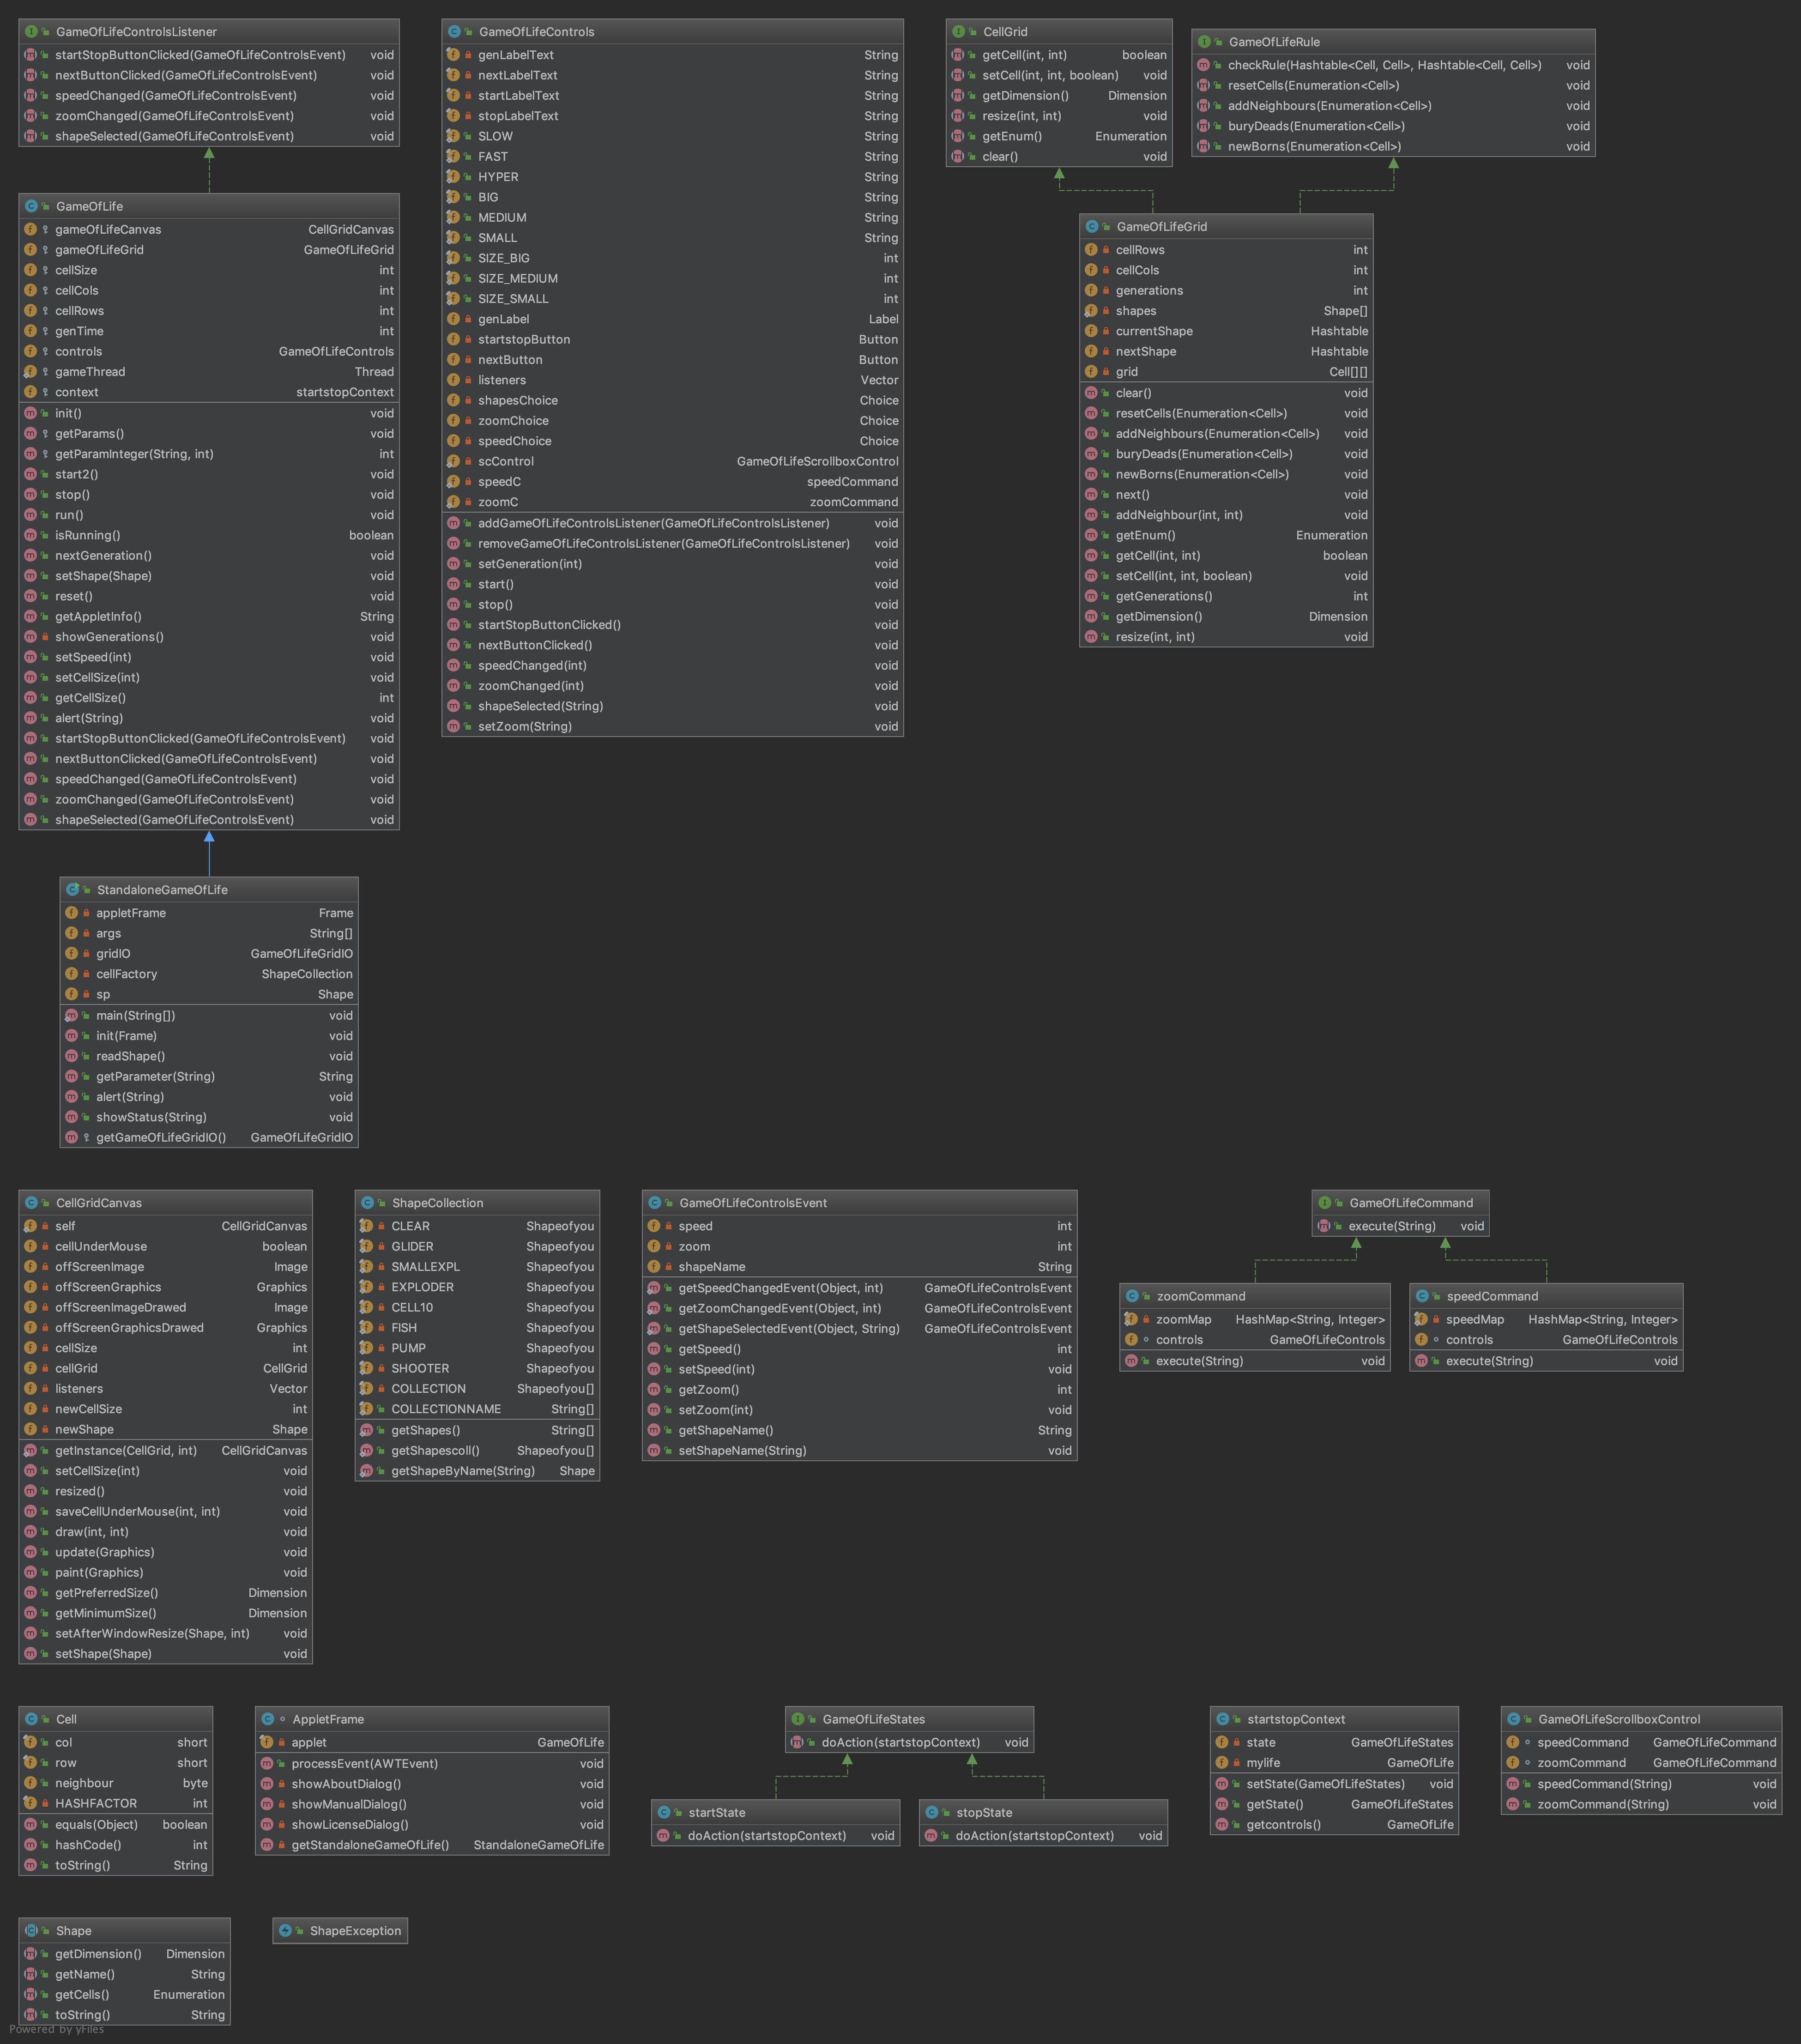 GameOfLifeControlsListener
startStopButtonClicked(GameOfLifeControlsEvent) void
nextButtonClicked(GameOfLifeControlsEvent) void
speedChanged(GameOfLifeControlsEvent) void
zoomChanged(GameOfLifeControlsEvent) void
shapeSelected(GameOfLifeControlsEvent) void
GameOfLife
gameOfLifeCanvas CellGridCanvas
gameOfLifeGrid GameOfLifeGrid
cellSize int
cellCols int
cellRows int
genTime int
controls GameOfLifeControls
gameThread Thread
context startstopContext
init() void
getParams() void
getParamInteger(String, int) int
start2() void
stop() void
run() void
isRunning() boolean
nextGeneration() void
setShape(Shape) void
reset() void
getAppletInfo() String
showGenerations() void
setSpeed(int) void
setCellSize(int) void
getCellSize() int
alert(String) void
startStopButtonClicked(GameOfLifeControlsEvent) void
nextButtonClicked(GameOfLifeControlsEvent) void
speedChanged(GameOfLifeControlsEvent) void
zoomChanged(GameOfLifeControlsEvent) void
shapeSelected(GameOfLifeControlsEvent) void
StandaloneGameOfLife
appletFrame Frame
args String[]
gridIO GameOfLifeGridIO
cellFactory ShapeCollection
sp Shape
main(String[]) void
init(Frame) void
readShape() void
getParameter(String) String
alert(String) void
showStatus(String) void
getGameOfLifeGridIO() GameOfLifeGridIO
GameOfLifeControls
genLabelText String
nextLabelText String
startLabelText String
stopLabelText String
SLOW String
FAST String
HYPER String
BIG String
MEDIUM String
SMALL String
SIZE_BIG int
SIZE_MEDIUM int
SIZE_SMALL int
genLabel Label
startstopButton Button
nextButton Button
listeners Vector
shapesChoice Choice
zoomChoice Choice
speedChoice Choice
scControl GameOfLifeScrollboxControl
speedC speedCommand
zoomC zoomCommand
addGameOfLifeControlsListener(GameOfLifeControlsListener) void
removeGameOfLifeControlsListener(GameOfLifeControlsListener) void
setGeneration(int) void
start() void
stop() void
startStopButtonClicked() void
nextButtonClicked() void
speedChanged(int) void
zoomChanged(int) void
shapeSelected(String) void
setZoom(String) void
CellGrid
getCell(int, int) boolean
setCell(int, int, boolean) void
getDimension() Dimension
resize(int, int) void
getEnum() Enumeration
clear() void
GameOfLifeRule
checkRule(Hashtable<Cell, Cell>, Hashtable<Cell, Cell>) void
resetCells(Enumeration<Cell>) void
addNeighbours(Enumeration<Cell>) void
buryDeads(Enumeration<Cell>) void
newBorns(Enumeration<Cell>) void
GameOfLifeGrid
cellRows int
cellCols int
generations int
shapes Shape[]
currentShape Hashtable
nextShape Hashtable
grid Cell[][]
clear() void
resetCells(Enumeration<Cell>) void
addNeighbours(Enumeration<Cell>) void
buryDeads(Enumeration<Cell>) void
newBorns(Enumeration<Cell>) void
next() void
addNeighbour(int, int) void
getEnum() Enumeration
getCell(int, int) boolean
setCell(int, int, boolean) void
getGenerations() int
getDimension() Dimension
resize(int, int) void
CellGridCanvas
self CellGridCanvas
cellUnderMouse boolean
offScreenImage Image
offScreenGraphics Graphics
offScreenImageDrawed Image
offScreenGraphicsDrawed Graphics
cellSize int
cellGrid CellGrid
listeners Vector
newCellSize int
newShape Shape
getInstance(CellGrid, int) CellGridCanvas
setCellSize(int) void
resized() void
saveCellUnderMouse(int, int) void
draw(int, int) void
update(Graphics) void
paint(Graphics) void
getPreferredSize() Dimension
getMinimumSize() Dimension
setAfterWindowResize(Shape, int) void
setShape(Shape) void
ShapeCollection
CLEAR Shapeofyou
GLIDER Shapeofyou
SMALLEXPL Shapeofyou
EXPLODER Shapeofyou
CELL10 Shapeofyou
FISH Shapeofyou
PUMP Shapeofyou
SHOOTER Shapeofyou
COLLECTION Shapeofyou[]
COLLECTIONNAME String[]
getShapes() String[]
getShapescoll() Shapeofyou[]
getShapeByName(String) Shape
GameOfLifeControlsEvent
speed int
zoom int
shapeName String
getSpeedChangedEvent(Object, int) GameOfLifeControlsEvent
getZoomChangedEvent(Object, int) GameOfLifeControlsEvent
getShapeSelectedEvent(Object, String) GameOfLifeControlsEvent
getSpeed() int
setSpeed(int) void
getZoom() int
setZoom(int) void
getShapeName() String
setShapeName(String) void
GameOfLifeCommand
execute(String) void
zoomCommand
zoomMap HashMap<String, Integer>
controls GameOfLifeControls
execute(String) void
speedCommand
speedMap HashMap<String, Integer>
controls GameOfLifeControls
execute(String) void
Cell
col short
row short
neighbour byte
HASHFACTOR int
equals(Object) boolean
hashCode() int
toString() String
AppletFrame
applet GameOfLife
processEvent(AWTEvent) void
showAboutDialog() void
showManualDialog() void
showLicenseDialog() void
getStandaloneGameOfLife() StandaloneGameOfLife
GameOfLifeStates
doAction(startstopContext) void
startState
doAction(startstopContext) void
stopState
doAction(startstopContext) void
startstopContext
state GameOfLifeStates
mylife GameOfLife
setState(GameOfLifeStates) void
getState() GameOfLifeStates
getcontrols() GameOfLife
GameOfLifeScrollboxControl
speedCommand GameOfLifeCommand
zoomCommand GameOfLifeCommand
speedCommand(String) void
zoomCommand(String) void
Shape
getDimension() Dimension
getName() String
getCells() Enumeration
toString() String
ShapeException
Powered by yFiles